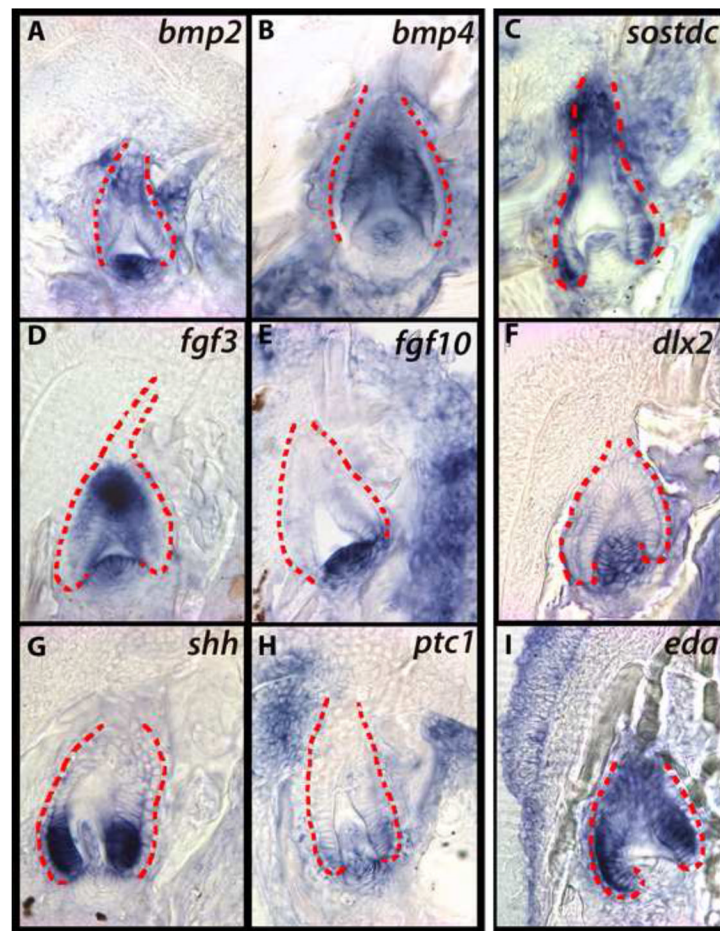 A bmp2
B bmp4
C sostdc
D fgf3
E fgf10
F dlx2
G shh
H ptc1
I eda